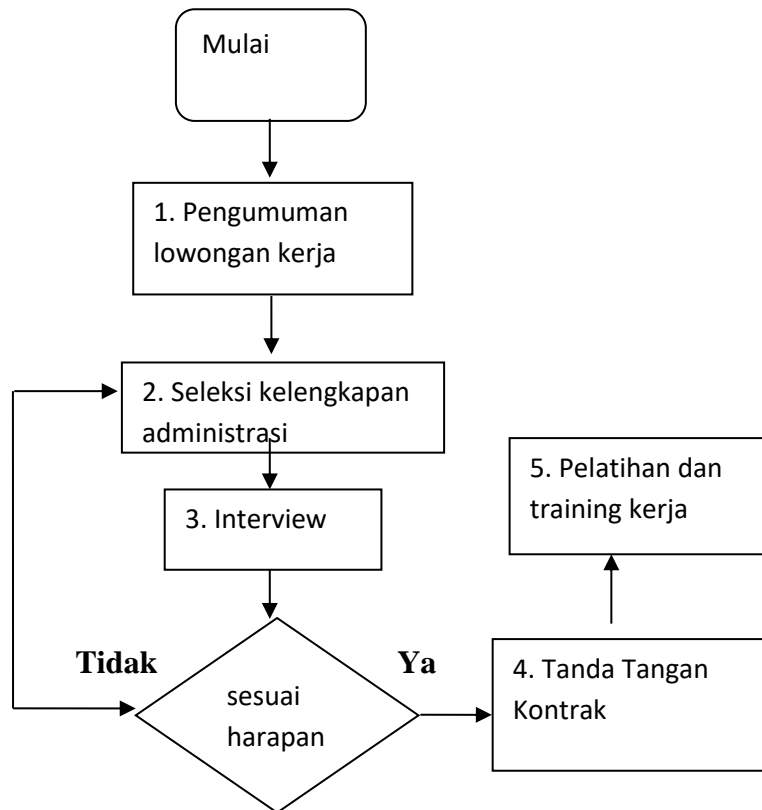 Mulai
1. Pengumuman
lowongan kerja
2. Seleksi kelengkapan
administrasi
3. Interview
Tidak
sesuai
harapan
Ya
4. Tanda Tangan
Kontrak
5. Pelatihan dan
training kerja